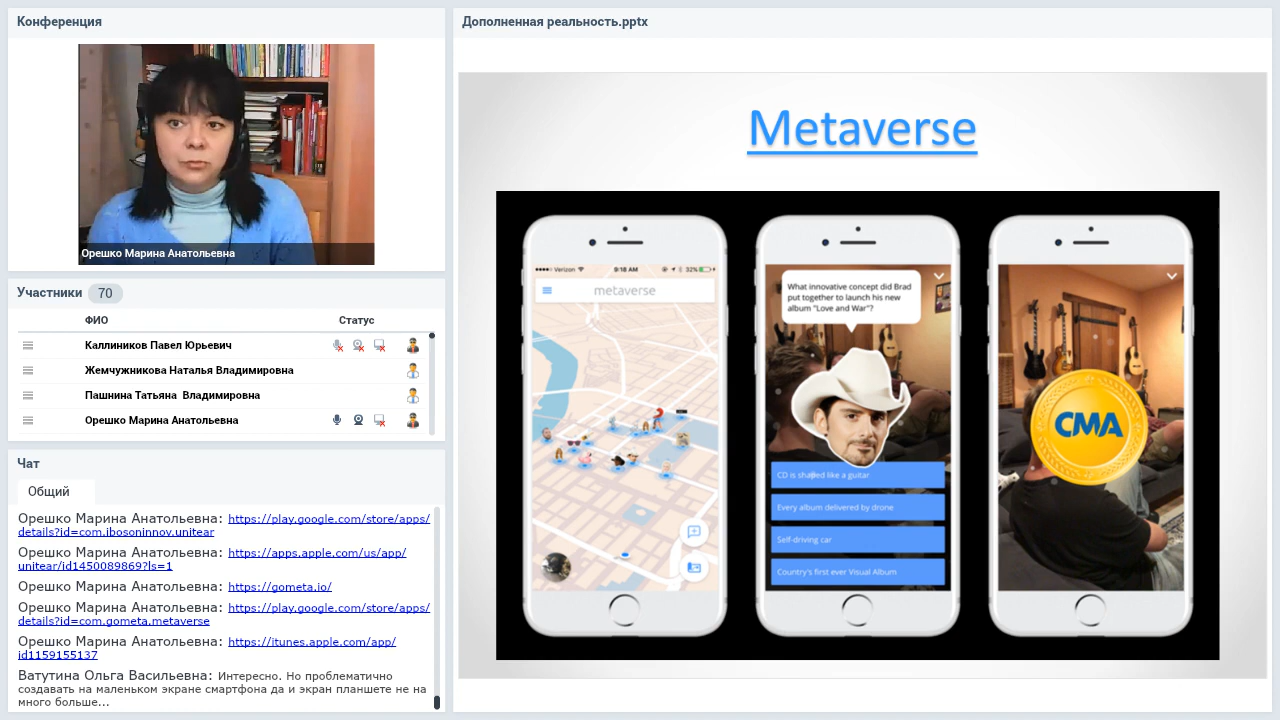 Конференция
Орешко Марина Анатольевна
Участники 70
ФИО Статус
Каллиников Павел Юрьевич
Жемчужникова Наталья Владимировна
Пашнина Татьяна Владимировна
Орешко Марина Анатольевна
Чат
Общий
Орешко Марина Анатольевна: https://play.google.com/store/apps/
details?id=com.ibosoninnov.unitear
Орешко Марина Анатольевна: https://apps.apple.com/us/app/
unitear/id1450089869?ls=1
Орешко Марина Анатольевна: https://gometa.io/
Орешко Марина Анатольевна: https://play.google.com/store/apps/
details?id=com.gometa.metaverse
Орешко Марина Анатольевна: https://itunes.apple.com/app/
id1159155137
Ватутина Ольга Васильевна: Интересно. Но проблематично
создавать на маленьком экране смартфона да и экран планшете не на
много больше...
Дополненная реальность.pptx
Metaverse
Verizon 9:18 AM 32%
metaverse
What innovative concept did Brad
put together to launch his new
album "Love and War"?
CD is shaped like a guitar
Every album delivered by drone
Self-driving car
Country's first ever Visual Album
CMA